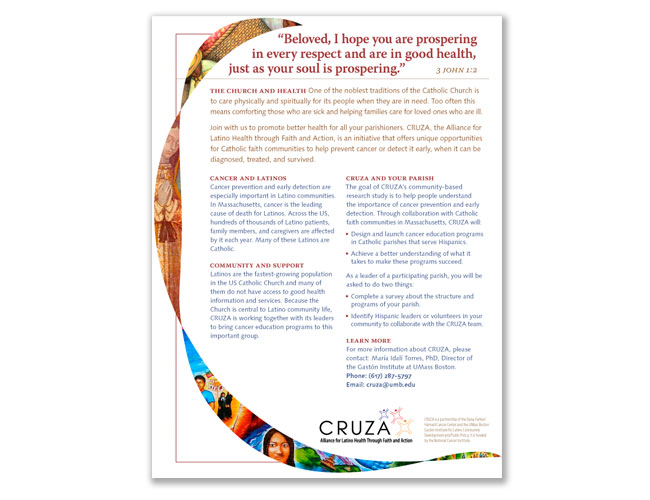 “Beloved, I hope you are prospering
in every respect and are in good health,
just as your soul is prospering.” 3 JOHN 1:2
THE CHURCH AND HEALTH One of the noblest traditions of the Catholic Church is
to care physically and spiritually for its people when they are in need. Too often this
means comforting those who are sick and helping families care for loved ones who are ill.
Join with us to promote better health for all your parishioners. CRUZA, the Alliance for
Latino Health through Faith and Action, is an initiative that offers unique opportunities
for Catholic faith communities to help prevent cancer or detect it early, when it can be
diagnosed, treated, and survived.
CANCER AND LATINOS
Cancer prevention and early detection are
especially important in Latino communities.
In Massachusetts, cancer is the leading
cause of death for Latinos. Across the US,
hundreds of thousands of Latino patients,
family members, and caregivers are affected
by it each year. Many of these Latinos are
Catholic.
COMMUNITY AND SUPPORT
Latinos are the fastest-growing population
in the US Catholic Church and many of
them do not have access to good health
information and services. Because the
Church is central to Latino community life,
CRUZA is working together with its leaders
to bring cancer education programs to this
important group.
CRUZA AND YOUR PARISH
The goal of CRUZA’s community-based
research study is to help people understand
the importance of cancer prevention and early
detection. Through collaboration with Catholic
faith communities in Massachusetts, CRUZA will:
• Design and launch cancer education programs
in Catholic parishes that serve Hispanics.
• Achieve a better understanding of what it
takes to make these programs succeed.
As a leader of a participating parish, you will be
asked to do two things:
• Complete a survey about the structure and
programs of your parish.
• Identify Hispanic leaders or volunteers in your
community to collaborate with the CRUZA team.
LEARN MORE
For more information about CRUZA, please
contact: María Idalí Torres, PhD, Director of
the Gastón Institute at UMass Boston.
Phone: (617) 287-5797
Email: cruza@umb.edu
CRUZA
Alliance for Latino Health Through Faith and Action
CRUZA is a partnership of the Dana-Farber/
Harvard Cancer Center and the UMass Boston
Gastón Institute for Latino Community
Development and Public Policy. It is funded
by the National Cancer Institute.